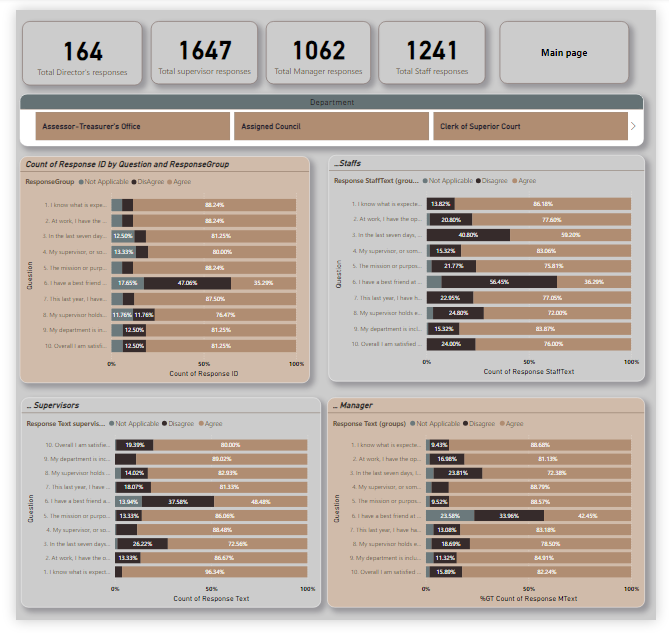 164
Total Director's responses
1647
Total supervisor responses
1062
Total Manager responses
1241
Total Staff responses
Main page
Department
Assessor-Treasurer's Office
Assigned Council
Clerk of Superior Court
Count of Response ID by Question and ResponseGroup
ResponseGroup Not Applicable DisAgree Agree
Question
1. I know what is expe... 88.24%
2. At work, I have the ... 88.24%
3. In the last seven day... 12.50% 81.25%
4. My supervisor, or so... 13.33% 80.00%
5. The mission or purp... 88.24%
6. I have a best friend ... 17.65% 47.06% 35.29%
7. This last year, I have... 87.50%
8. My supervisor holds... 11.76% 11.76% 76.47%
9. My department is in... 12.50% 81.25%
10. Overall I am satisfi... 12.50% 81.25%
0% 50% 100%
Count of Response ID
...Staffs
Response StaffText (grou... Not Applicable Disagree Agree
Question
1. I know what is expe... 13.82% 86.18%
2. At work, I have the op... 20.80% 77.60%
3. In the last seven days, ... 40.80% 59.20%
4. My supervisor, or som... 15.32% 83.06%
5. The mission or purpos... 21.77% 75.81%
6. I have a best friend at ... 56.45% 36.29%
7. This last year, I have h... 22.95% 77.05%
8. My supervisor holds e... 24.80% 72.00%
9. My department is incl... 15.32% 83.87%
10. Overall I am satisfied ... 24.00% 76.00%
0% 50% 100%
Count of Response StaffText
... Supervisors
Response Text supervis... Not Applicable Disagree Agree
Question
10. Overall I am satisfie... 19.39% 80.00%
9. My department is inc... 89.02%
8. My supervisor holds ... 14.02% 82.93%
7. This last year, I have ... 18.07% 81.33%
6. I have a best friend a... 13.94% 37.58% 48.48%
5. The mission or purpo... 13.33% 86.06%
4. My supervisor, or so... 88.48%
3. In the last seven days... 26.22% 72.56%
2. At work, I have the o... 13.33% 86.67%
1. I know what is expect... 96.34%
0% 50% 100%
Count of Response Text
... Manager
Response Text (groups) Not Applicable Disagree Agree
Question
1. I know what is expecte... 9.43% 88.68%
2. At work, I have the op... 16.98% 81.13%
3. In the last seven days, i... 23.81% 72.38%
4. My supervisor, or som... 88.79%
5. The mission or purpos... 9.52% 88.57%
6. I have a best friend at ... 23.58% 33.96% 42.45%
7. This last year, I have ha... 13.08% 83.18%
8. My supervisor holds e... 18.69% 78.50%
9. My department is inclu... 11.32% 84.91%
10. Overall I am satisfied ... 15.89% 82.24%
0% 50% 100%
%GT Count of Response MText